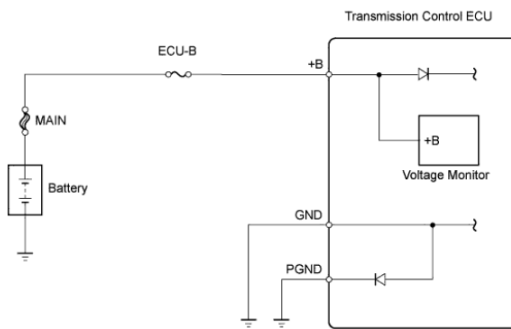 Transmission Control ECU
ECU-B
+B
MAIN
+B
Voltage Monitor
Battery
GND
PGND